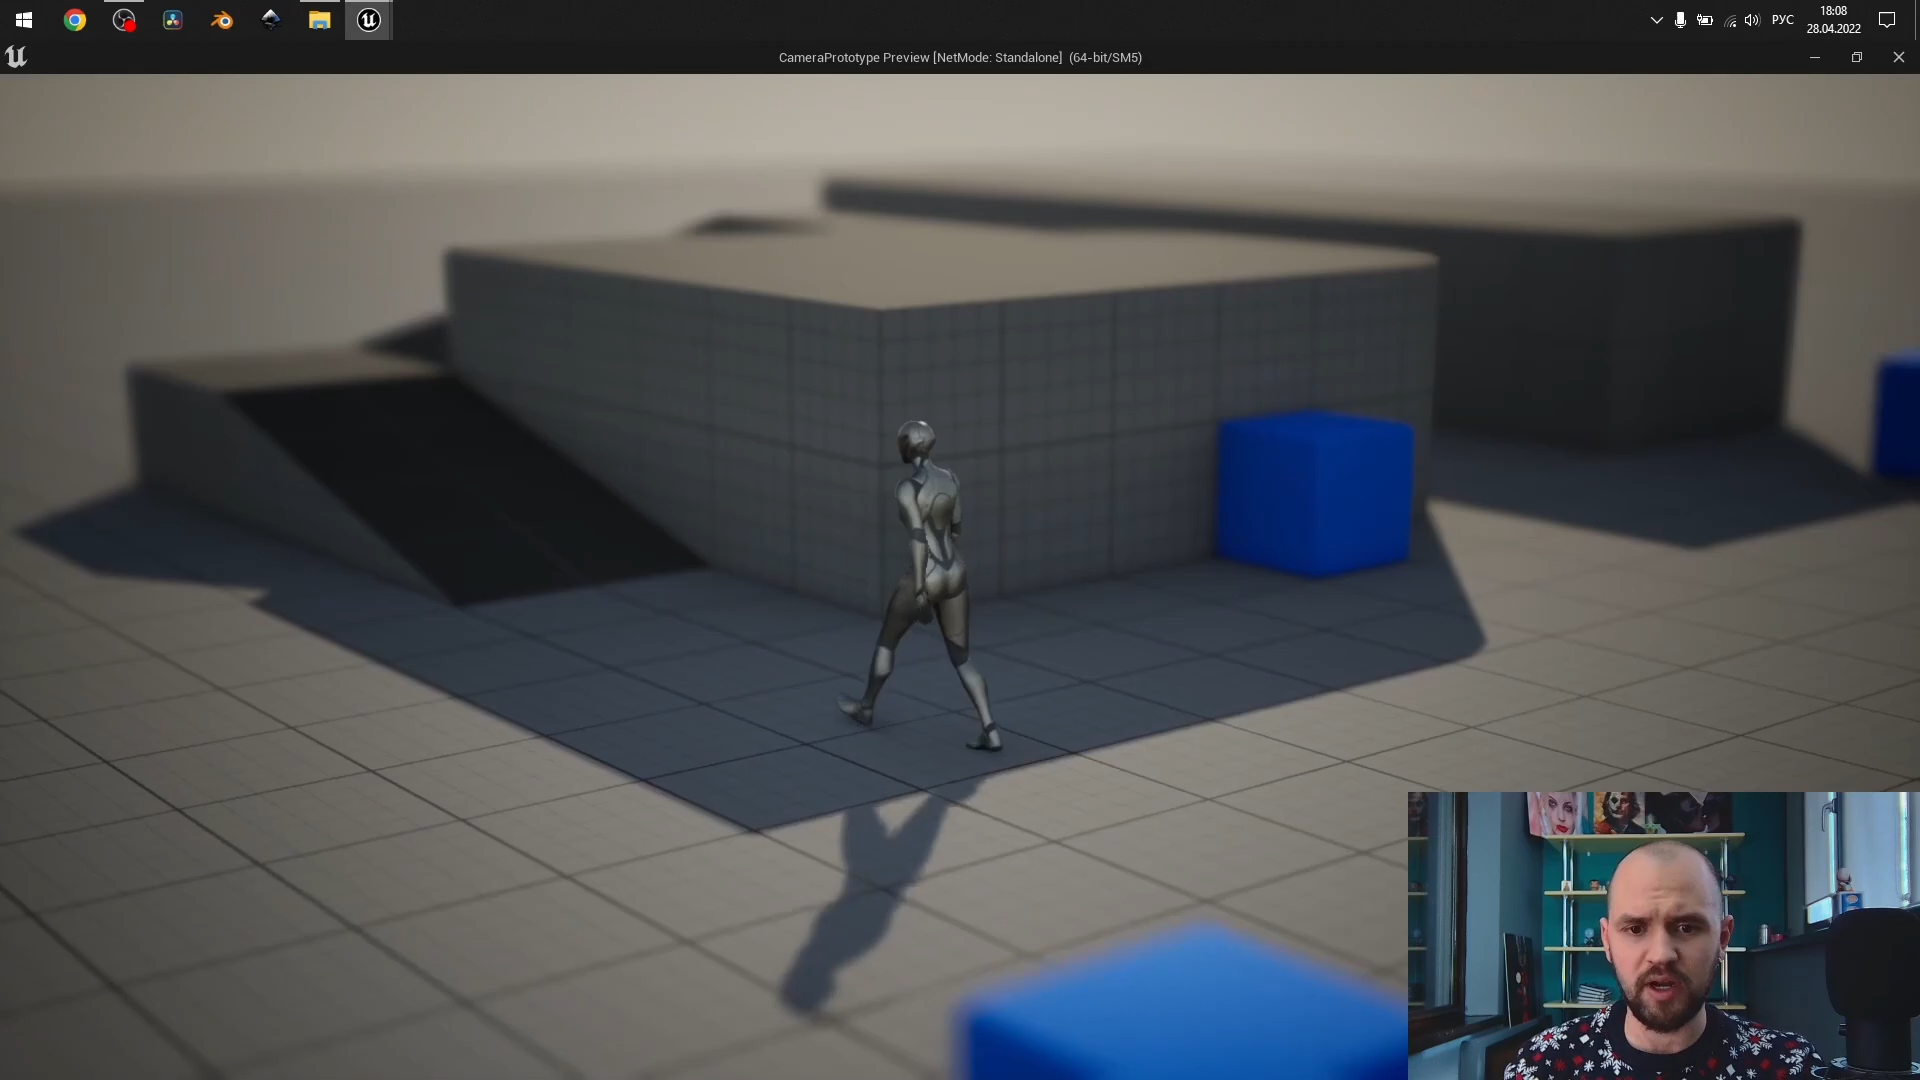 18:08
РУС
28.04.2022
CameraPrototype Preview [NetMode: Standalone] (64-bit/SM5)